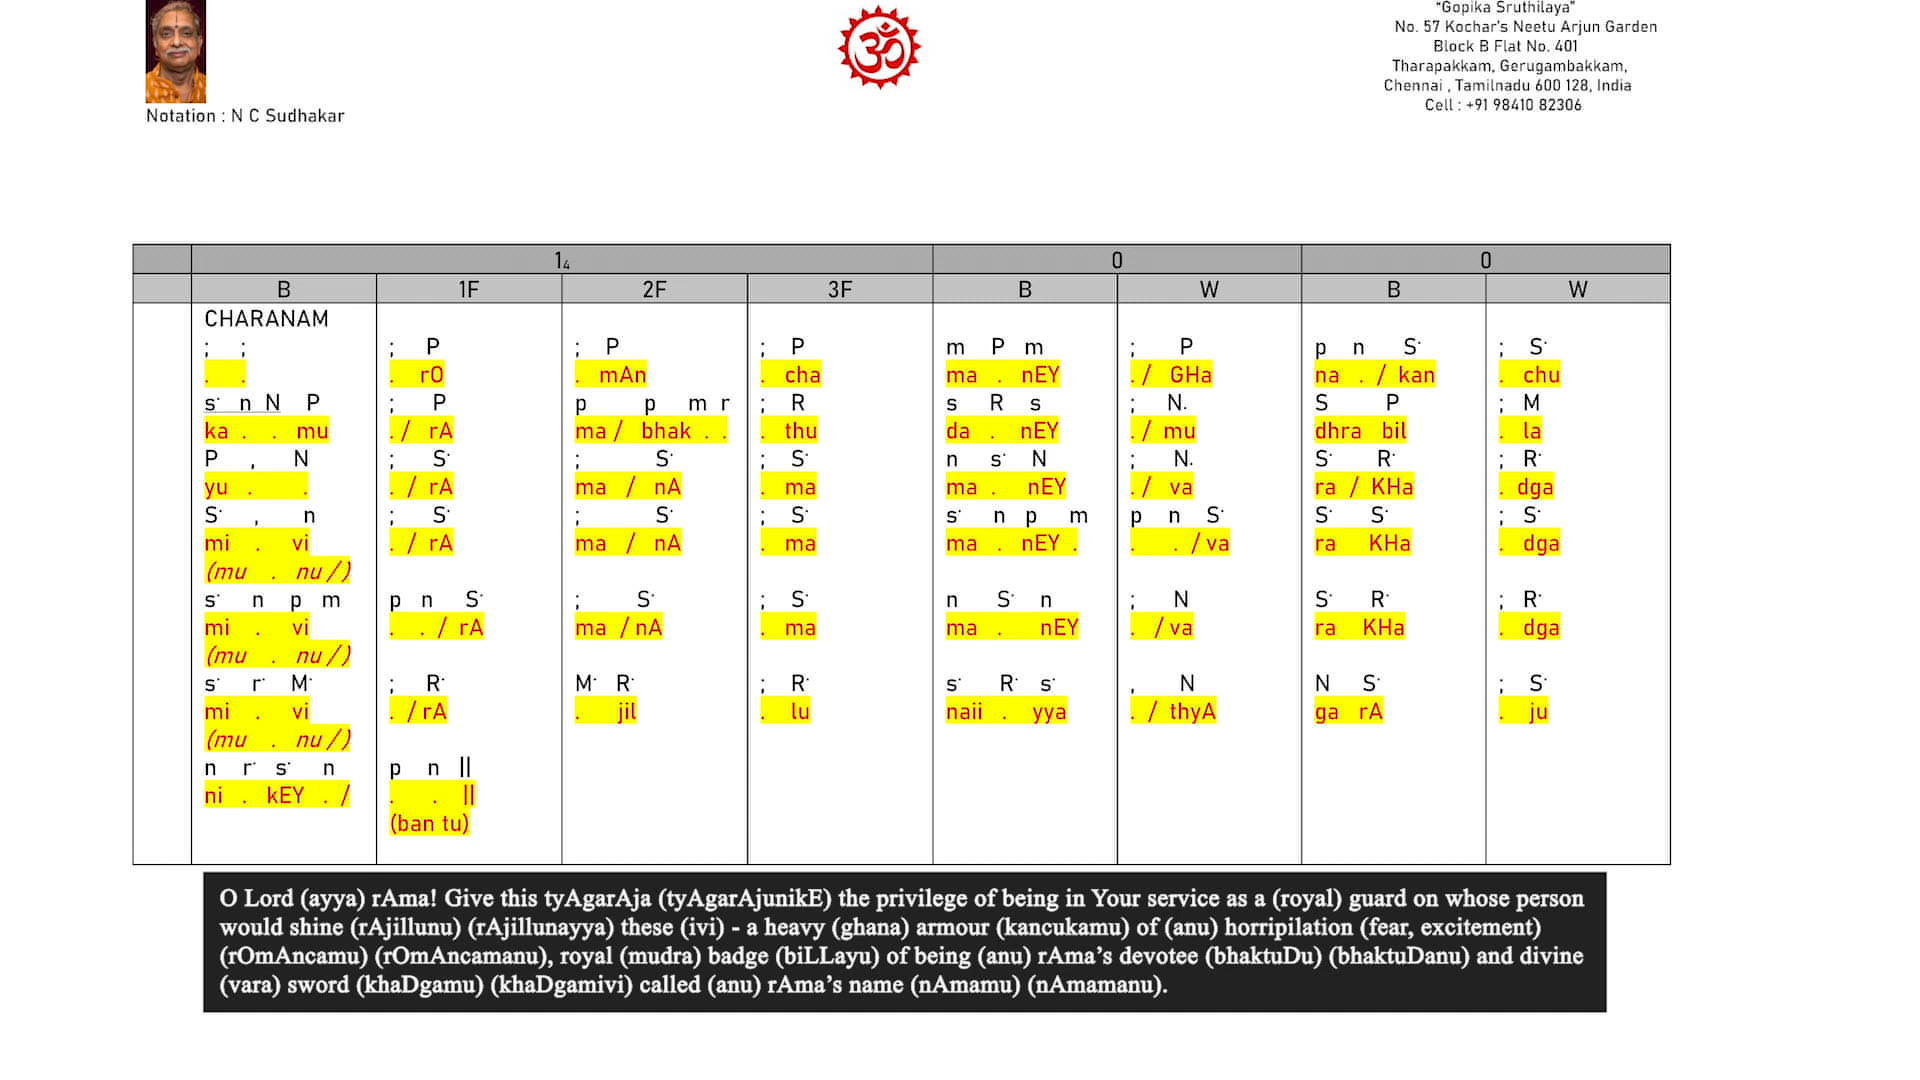 "Gopika Sruthilaya"
No. 57 Kochar's Neetu Arjun Garden
Block B Flat No. 401
Tharapakkam, Gerugambakkam,
Chennai , Tamilnadu 600 128, India
Cell : +91 98410 82306
ॐ
Notation : N C Sudhakar
1₄ 0 0
B 1F 2F 3F B W B W
CHARANAM
; ; ; P ; P ; P m P m ; P p n S· ; S·
. . . rO . mAn . cha ma . nEY . / GHa na . / kan . chu
s· n N P ; P p p m r ; R s R s ; N. S P ; M
ka . . mu . / rA ma / bhak . . . thu da . nEY . / mu dhra bil . la
P , N ; S· ; S· ; S· n s· N ; N. S· R· ; R·
yu . . . / rA ma / nA . ma ma . nEY . / va ra / KHa . dga
S· , n ; S· ; S· ; S· s· n p m p n S· S· S· ; S·
mi . vi . / rA ma / nA . ma ma . nEY . . . / va ra KHa . dga
(mu . nu /)
s· n p m p n S· ; S· ; S· n S· n ; N S· R· ; R·
mi . vi . . / rA ma / nA . ma ma . nEY . / va ra KHa . dga
(mu . nu /)
s· r· M· ; R· M· R· ; R· s· R· s· , N N S· ; S·
mi . vi . / rA . jil . lu naii . yya . / thyA ga rA . ju
(mu . nu /)
n r· s· n p n ||
ni . kEY . / . . ||
(ban tu)
O Lord (ayya) rAma! Give this tyAgarAja (tyAgarAjunikE) the privilege of being in Your service as a (royal) guard on whose person
would shine (rAjillunu) (rAjillunayya) these (ivi) - a heavy (ghana) armour (kancukamu) of (anu) horripilation (fear, excitement)
(rOmAncamu) (rOmAncamanu), royal (mudra) badge (biLLayu) of being (anu) rAma's devotee (bhaktuDu) (bhaktuDanu) and divine
(vara) sword (khaDgamu) (khaDgamivi) called (anu) rAma's name (nAmamu) (nAmamanu).